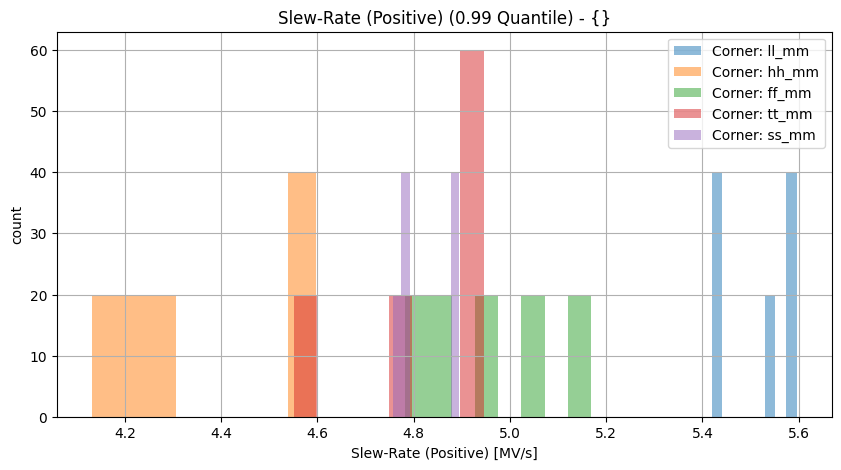 Slew-Rate (Positive) (0.99 Quantile) - {}
60
50
40
30
20
10
0
count
Corner: ll_mm
Corner: hh_mm
Corner: ff_mm
Corner: tt_mm
Corner: ss_mm
4.2 4.4 4.6 4.8 5.0 5.2 5.4 5.6
Slew-Rate (Positive) [MV/s]